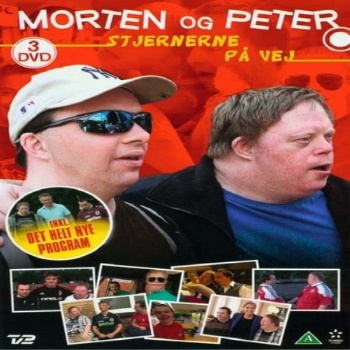 MORTEN OG PETER
3
DVD
STJERNERNE
PÅ VEJ
INKL
DET HELT NYE
PROGRAM
TV2
A